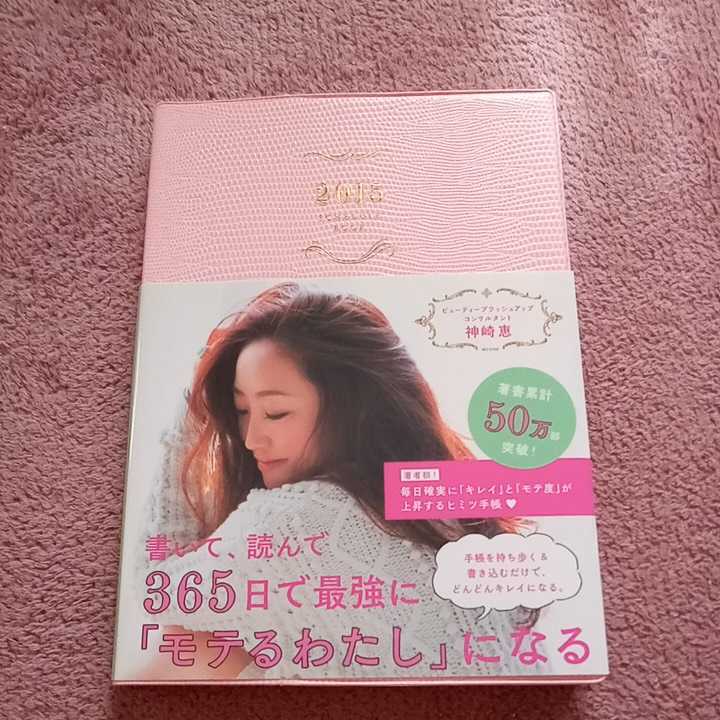 2015
SCHEDULE
BOOK
ビューティーブラッシュアップ
コンサルタント
神崎 恵
著書累計
50万部
突破!
著者初!
毎日確実に「キレイ」と「モテ度」が
上昇するヒミツ手帳♥
書いて、読んで
365日で最強に
「モテるわたし」になる
手帳を持ち歩く&
書き込むだけで、
どんどんキレイになる。